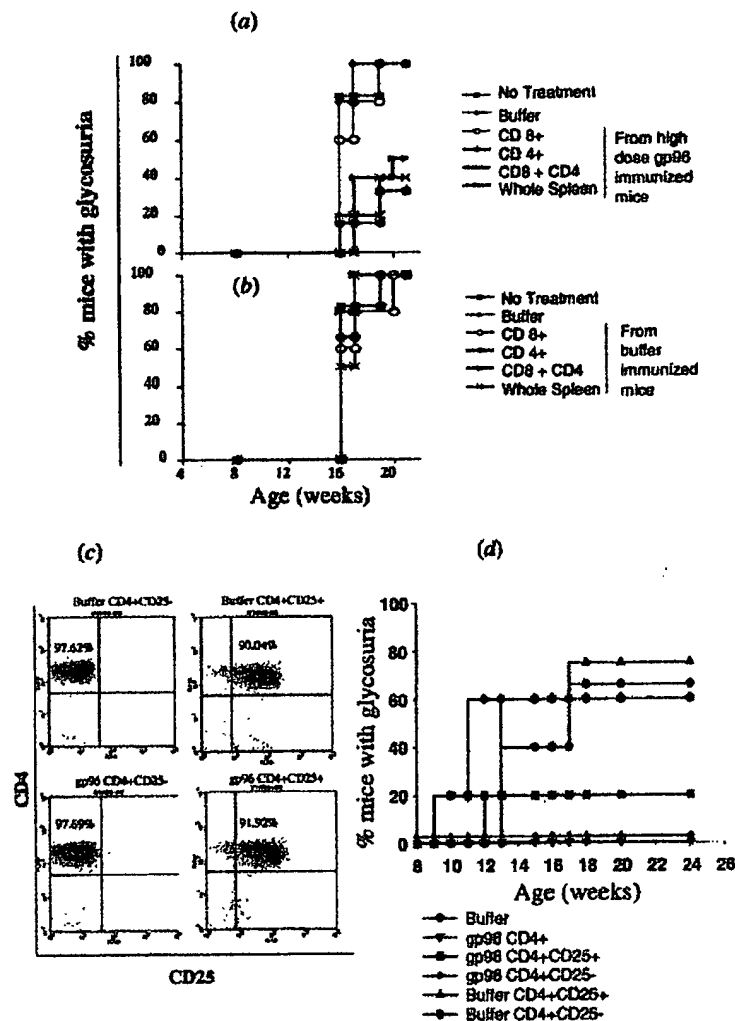 (a)
100
80
60
40
20
0
% mice with glycosuria
No Treatment
Buffer
CD 8+
CD 4+
CD8 + CD4
Whole Spleen
From high
dose gp96
immunized
mice
(b)
100
80
60
40
20
0
4 8 12 16 20
Age (weeks)
No Treatment
Buffer
CD 8+
CD 4+
CD8 + CD4
Whole Spleen
From
buffer
immunized
mice
(c)
Buffer CD4+CD25-
97.62%
Buffer CD4+CD25+
90.04%
gp96 CD4+CD25-
97.69%
gp96 CD4+CD25+
91.92%
CD4
CD25
(d)
100
80
60
40
20
0
% mice with glycosuria
8 10 12 14 16 18 20 22 24 26
Age (weeks)
Buffer
gp96 CD4+
gp96 CD4+CD25+
gp96 CD4+CD25-
Buffer CD4+CD25+
Buffer CD4+CD25-